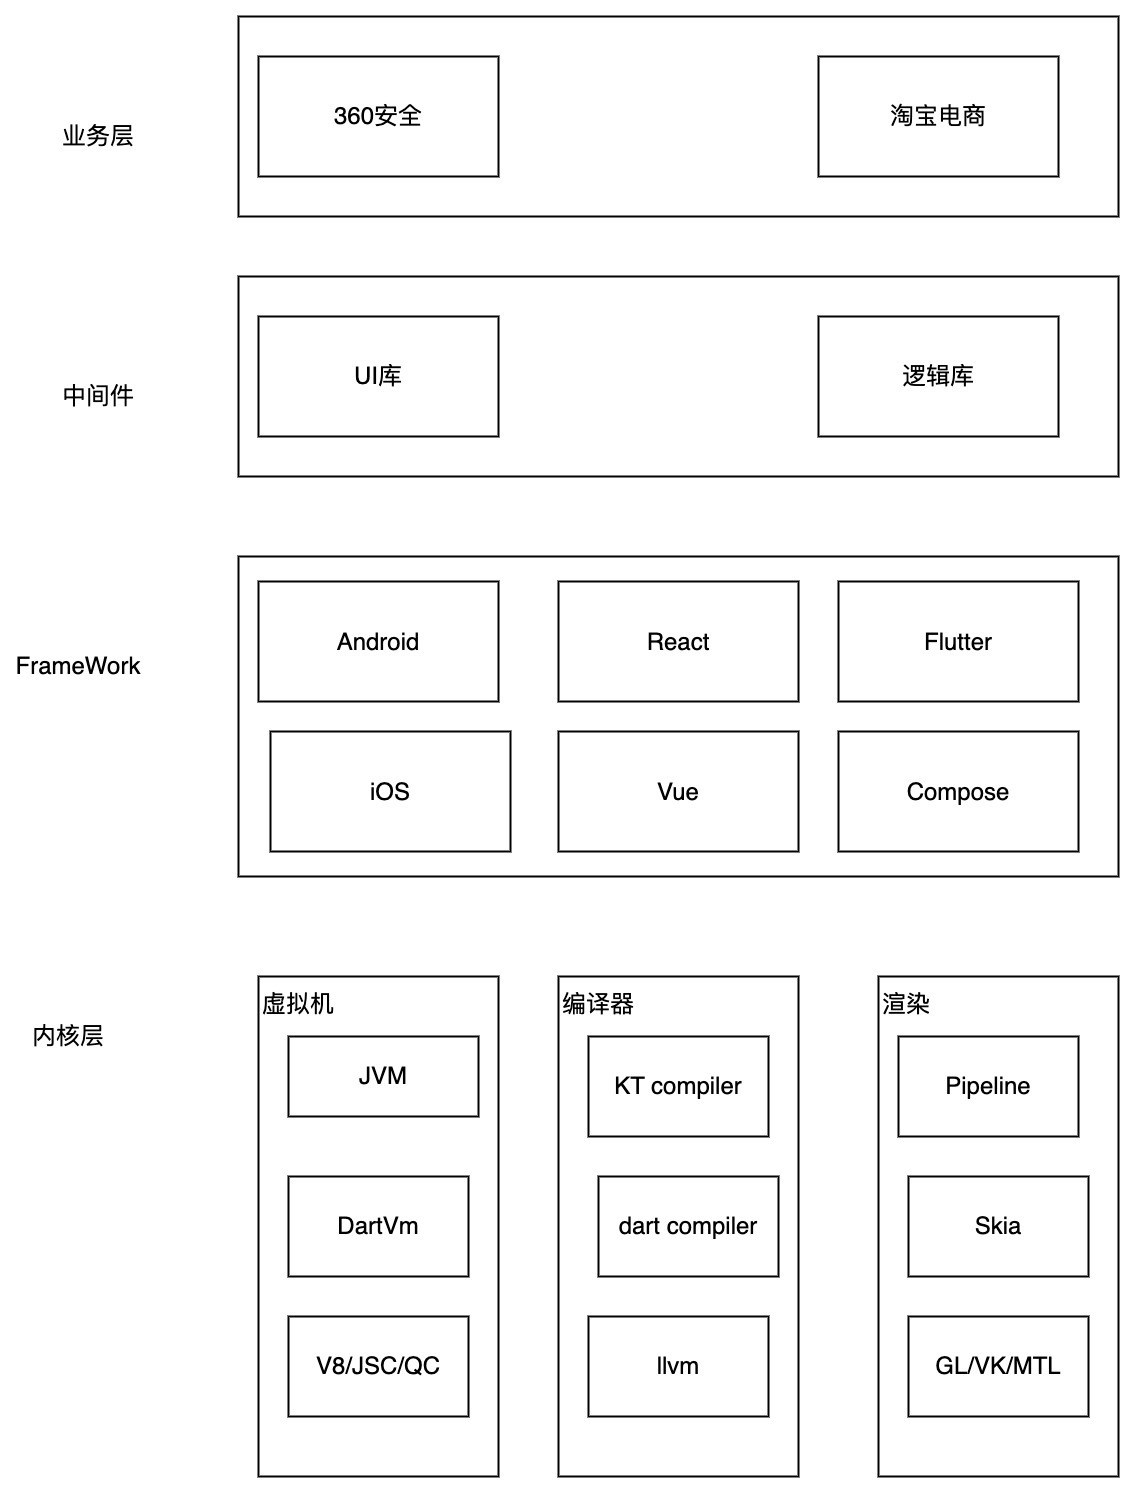 业务层
360安全
淘宝电商
中间件
UI库
逻辑库
FrameWork
Android
React
Flutter
iOS
Vue
Compose
内核层
虚拟机
JVM
DartVm
V8/JSC/QC
编译器
KT compiler
dart compiler
llvm
渲染
Pipeline
Skia
GL/VK/MTL